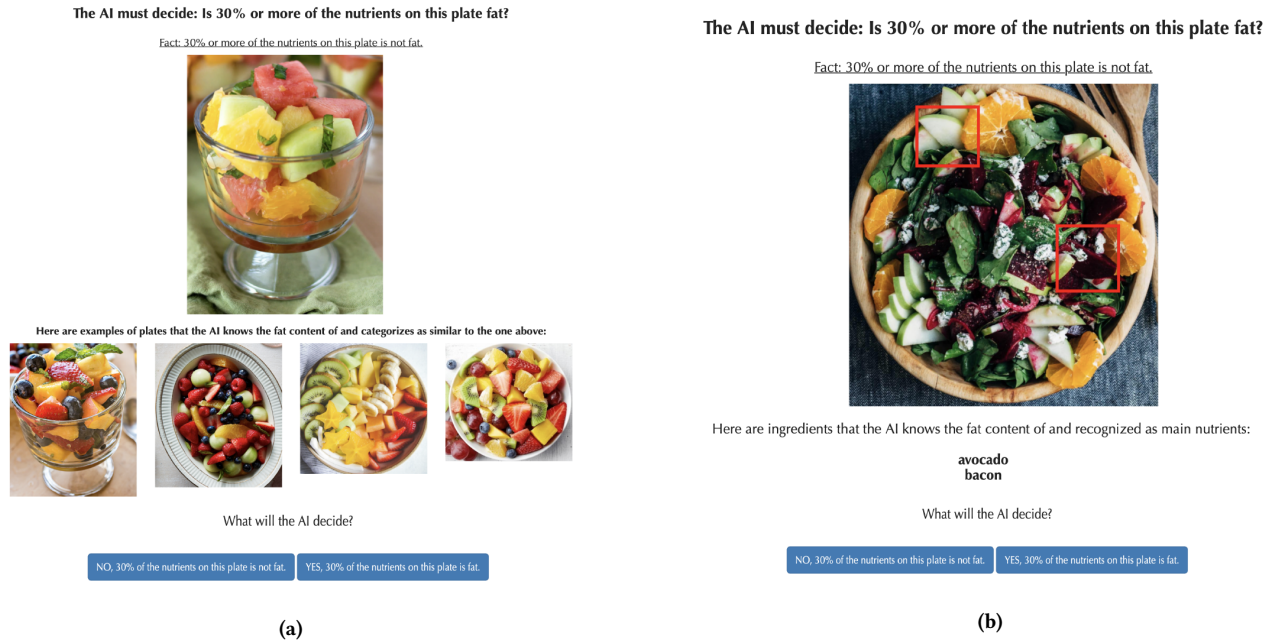 The AI must decide: Is 30% or more of the nutrients on this plate fat?
Fact: 30% or more of the nutrients on this plate is not fat.
Here are examples of plates that the AI knows the fat content of and categorizes as similar to the one above:
What will the AI decide?
NO, 30% of the nutrients on this plate is not fat.
YES, 30% of the nutrients on this plate is fat.
(a)
The AI must decide: Is 30% or more of the nutrients on this plate fat?
Fact: 30% or more of the nutrients on this plate is not fat.
Here are ingredients that the AI knows the fat content of and recognized as main nutrients:
avocado
bacon
What will the AI decide?
NO, 30% of the nutrients on this plate is not fat.
YES, 30% of the nutrients on this plate is fat.
(b)